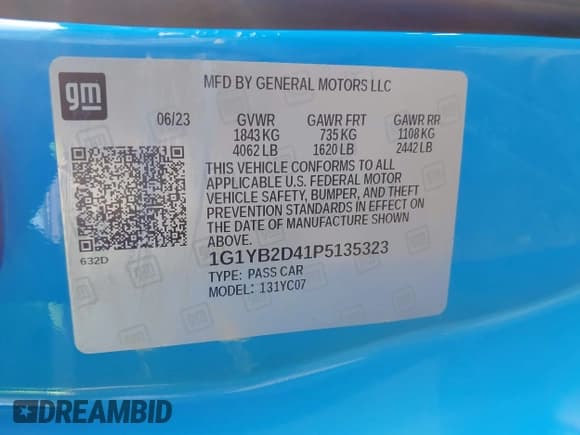 gm
MFD BY GENERAL MOTORS LLC
06/23 GVWR GAWR FRT GAWR RR
1843 KG 735 KG 1108 KG
4062 LB 1620 LB 2442 LB
THIS VEHICLE CONFORMS TO ALL
APPLICABLE U.S. FEDERAL MOTOR
VEHICLE SAFETY, BUMPER, AND THEFT
PREVENTION STANDARDS IN EFFECT ON
THE DATE OF MANUFACTURE SHOWN
ABOVE.
632D
1G1YB2D41P5135323
TYPE: PASS CAR
MODEL: 131YC07
DREAMBID